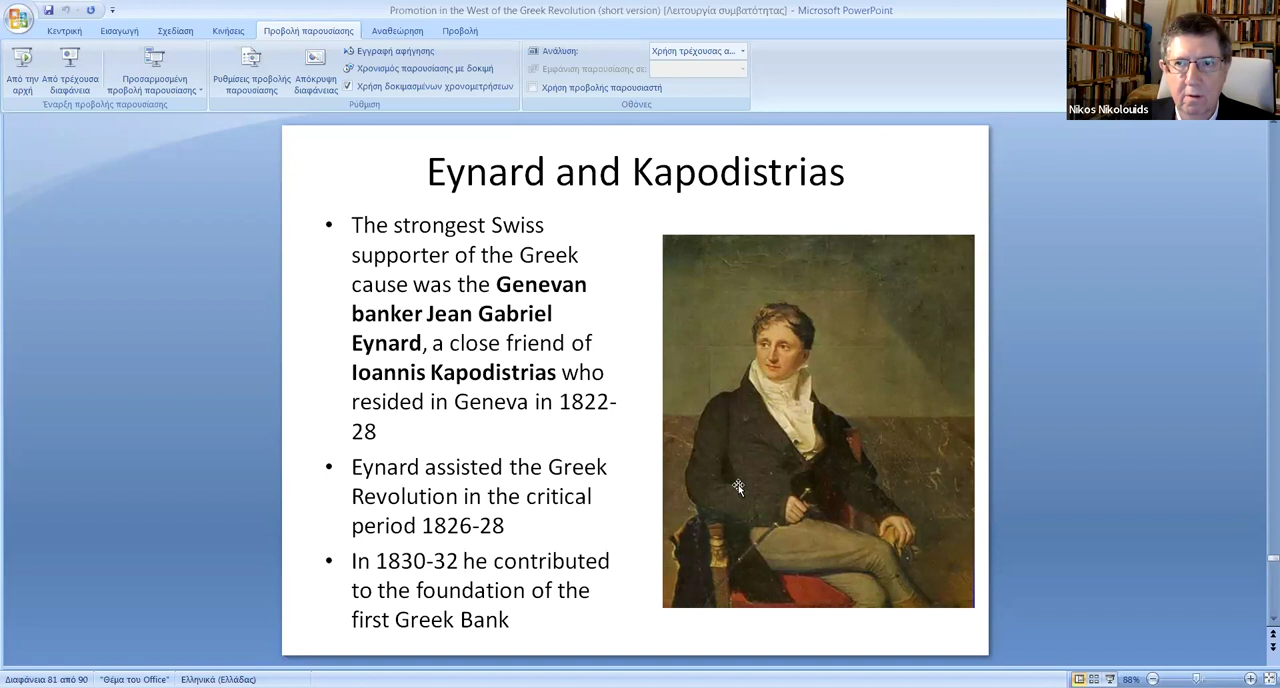 Promotion in the West of the Greek Revolution (short version) [Λειτουργία συμβατότητας] - Microsoft PowerPoint
Κεντρική Εισαγωγή Σχεδίαση Κινήσεις Προβολή παρουσίασης Αναθεώρηση Προβολή
Από την αρχή
Από τρέχουσα διαφάνεια
Προσαρμοσμένη προβολή παρουσίασης
Έναρξη προβολής παρουσίασης
Ρυθμίσεις προβολής παρουσίασης
Απόκρυψη διαφάνειας
Εγγραφή αφήγησης
Χρονισμός παρουσίασης με δοκιμή
Χρήση δοκιμασμένων χρονομετρήσεων
Ρύθμιση
Ανάλυση: Χρήση τρέχουσας α...
Εμφάνιση παρουσίασης σε:
Χρήση προβολής παρουσιαστή
Οθόνες
Nikos Nikolouids
Eynard and Kapodistrias
• The strongest Swiss
supporter of the Greek
cause was the Genevan
banker Jean Gabriel
Eynard, a close friend of
Ioannis Kapodistrias who
resided in Geneva in 1822-
28
• Eynard assisted the Greek
Revolution in the critical
period 1826-28
• In 1830-32 he contributed
to the foundation of the
first Greek Bank
Διαφάνεια 81 από 90 "Θέμα του Office" Ελληνικά (Ελλάδας) 88%